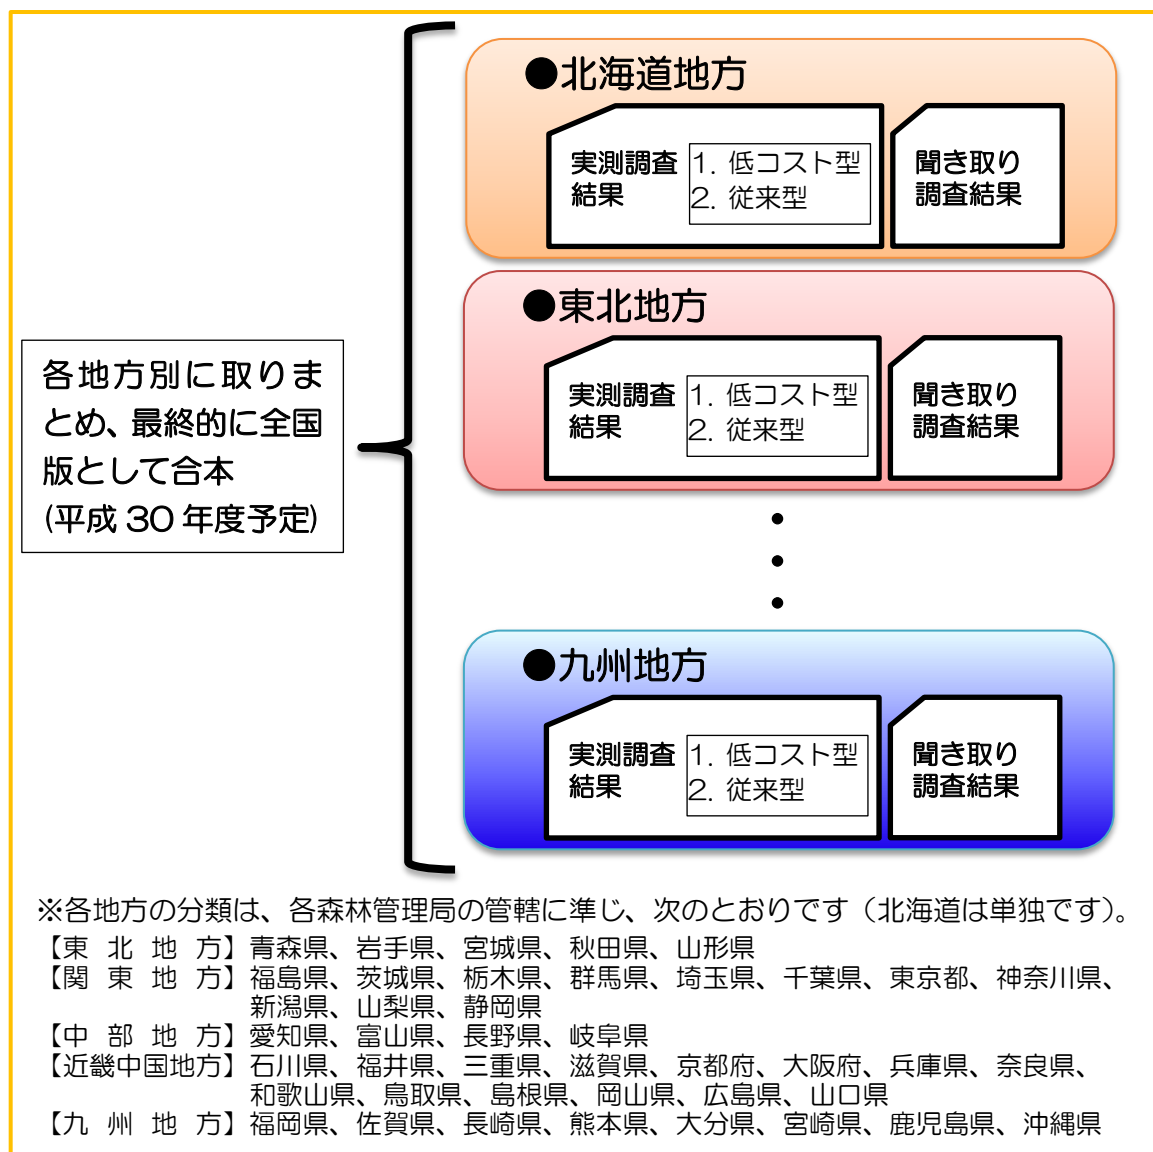 ●北海道地方
実測調査
結果
1. 低コスト型
2. 従来型
聞き取り
調査結果
●東北地方
実測調査
結果
1. 低コスト型
2. 従来型
聞き取り
調査結果
各地方別に取りま
とめ、最終的に全国
版として合本
(平成 30 年度予定)
●九州地方
実測調査
結果
1. 低コスト型
2. 従来型
聞き取り
調査結果
※各地方の分類は、各森林管理局の管轄に準じ、次のとおりです（北海道は単独です）。
【東 北 地 方】青森県、岩手県、宮城県、秋田県、山形県
【関 東 地 方】福島県、茨城県、栃木県、群馬県、埼玉県、千葉県、東京都、神奈川県、
新潟県、山梨県、静岡県
【中 部 地 方】愛知県、富山県、長野県、岐阜県
【近畿中国地方】石川県、福井県、三重県、滋賀県、京都府、大阪府、兵庫県、奈良県、
和歌山県、鳥取県、島根県、岡山県、広島県、山口県
【九 州 地 方】福岡県、佐賀県、長崎県、熊本県、大分県、宮崎県、鹿児島県、沖縄県